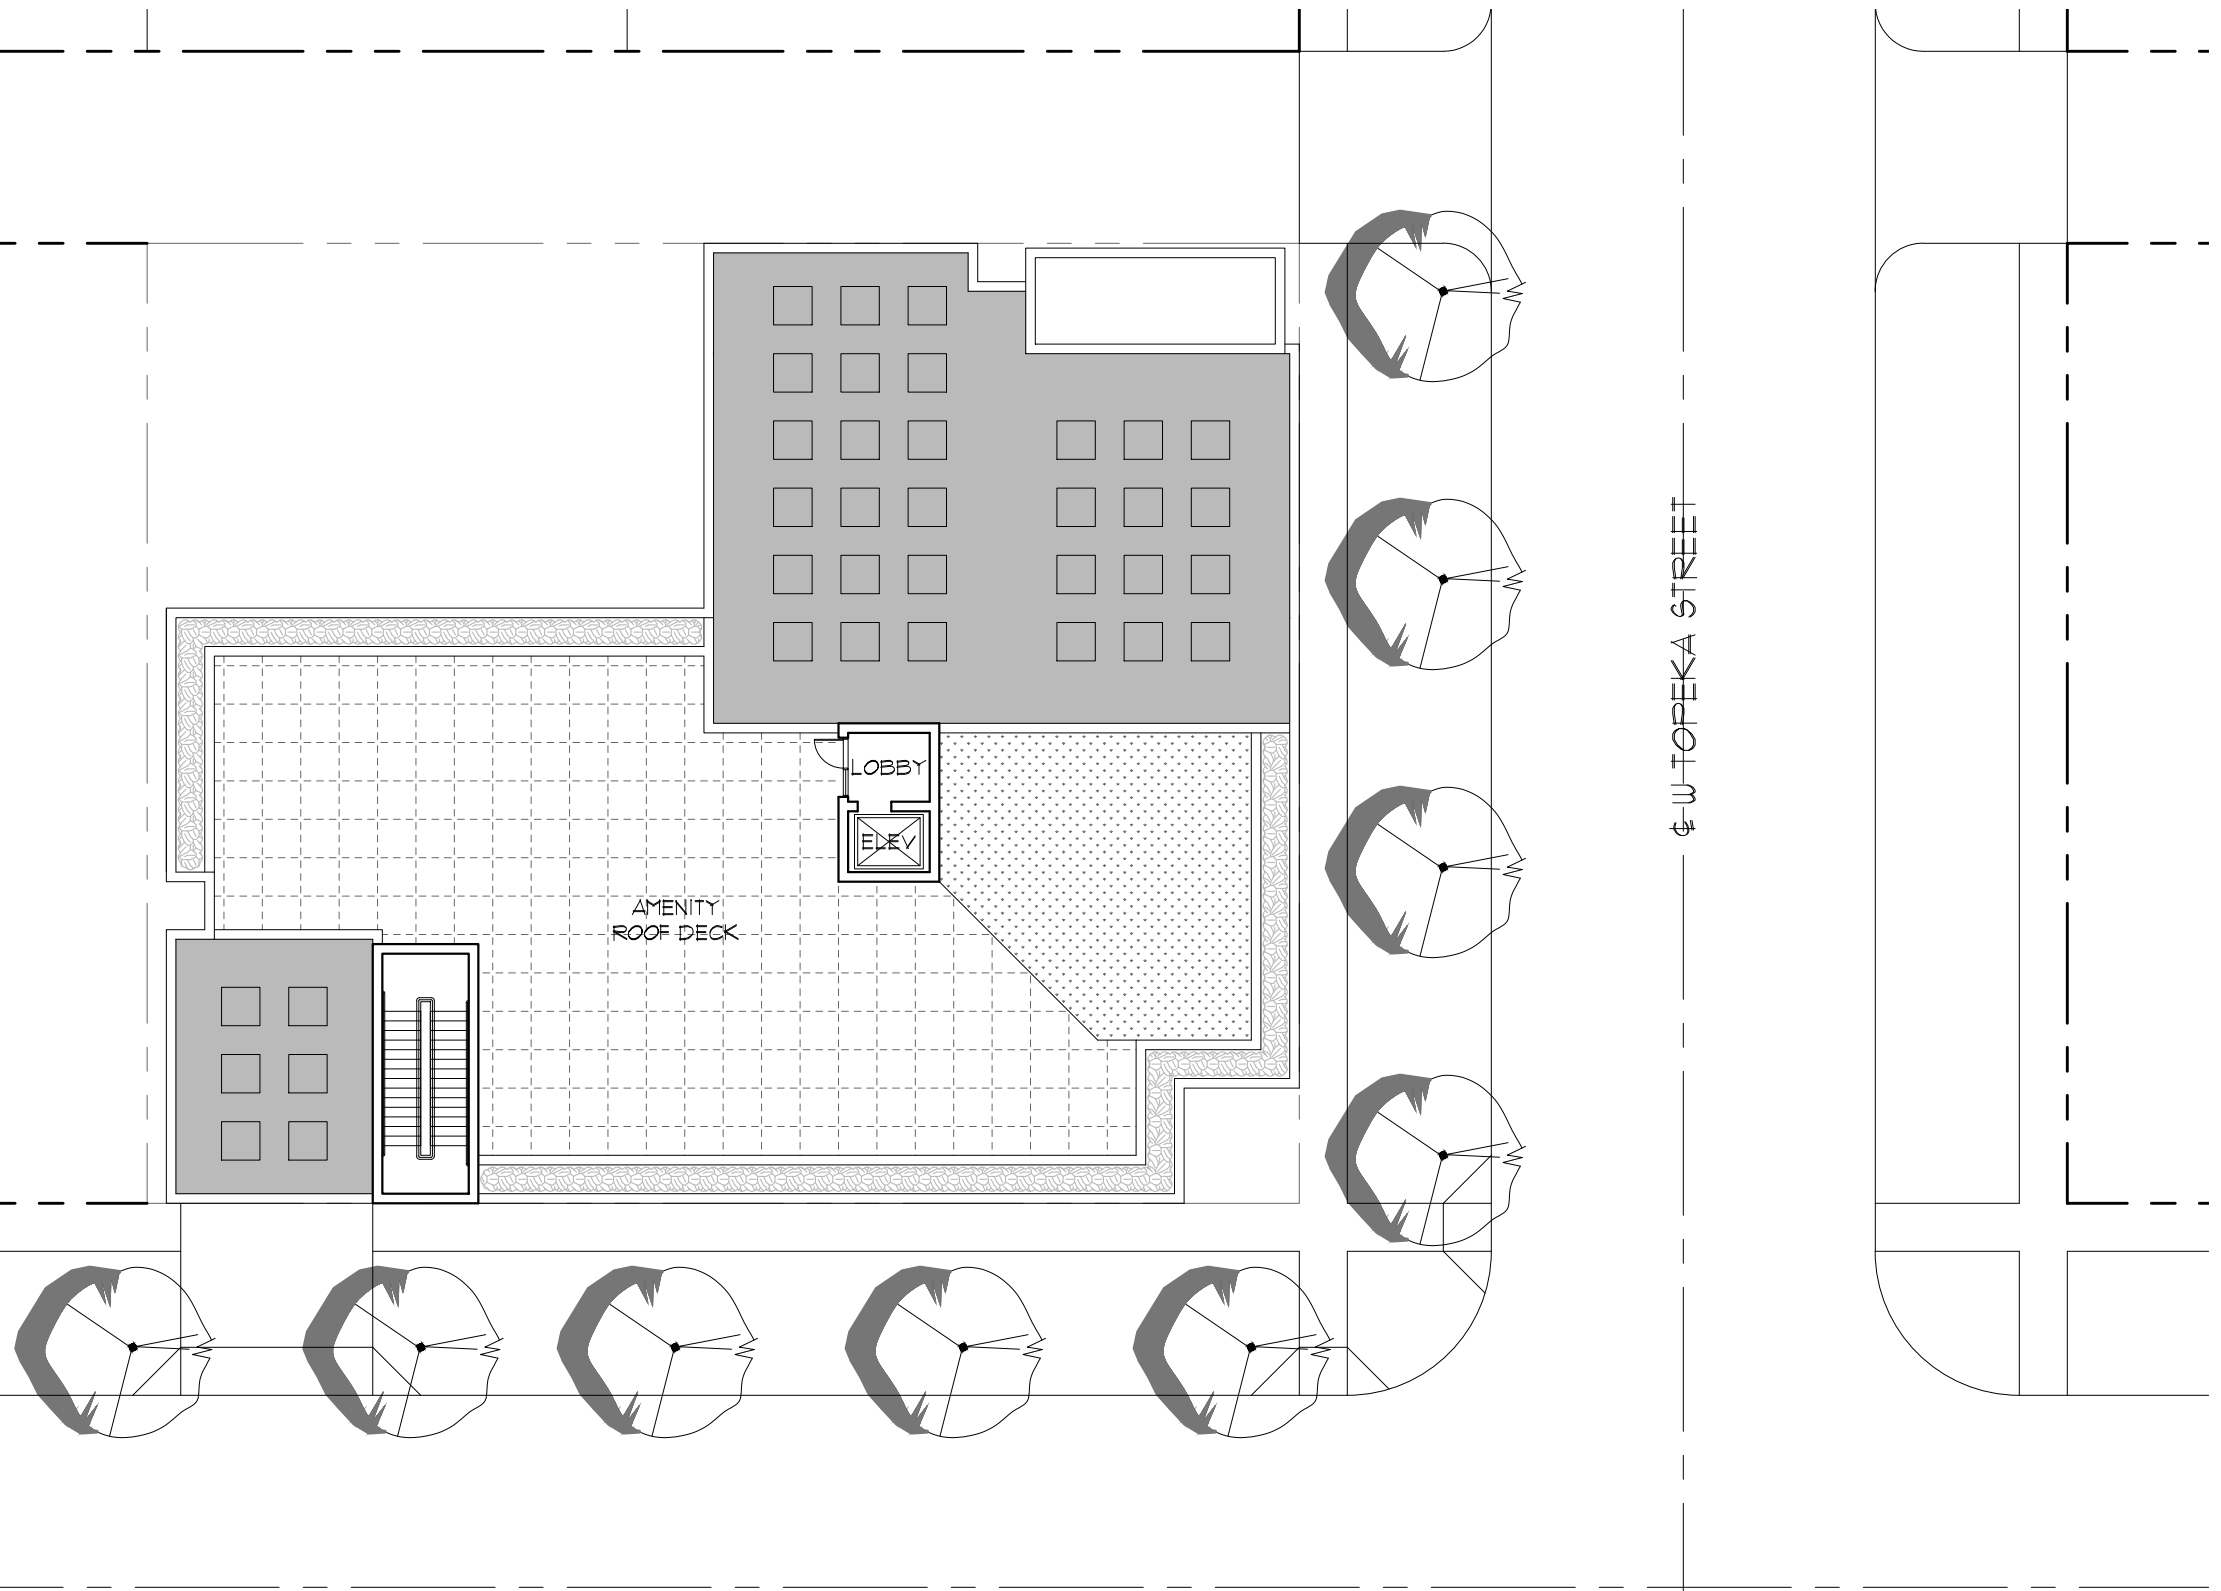 LOBBY
ELEV
AMENITY
ROOF DECK
℄ W TOPEKA STREET